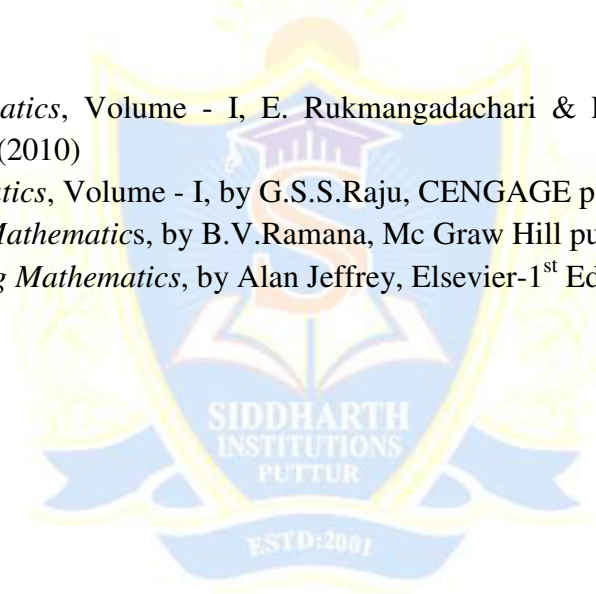 atics, Volume - I, E. Rukmangadachari & 
(2010)
tics, Volume - I, by G.S.S.Raju, CENGAGE p
Mathematics, by B.V.Ramana, Mc Graw Hill pu
g Mathematics, by Alan Jeffrey, Elsevier-1st Ed
S
SIDDHARTH
INSTITUTIONS
PUTTUR
ESTD:2001